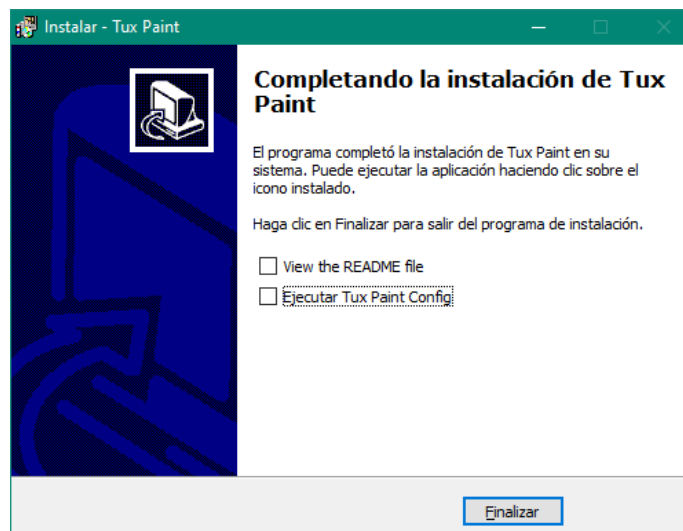 Instalar - Tux Paint
Completando la instalación de Tux
Paint
El programa completó la instalación de Tux Paint en su
sistema. Puede ejecutar la aplicación haciendo clic sobre el
icono instalado.
Haga clic en Finalizar para salir del programa de instalación.
View the README file
Ejecutar Tux Paint Config
Finalizar